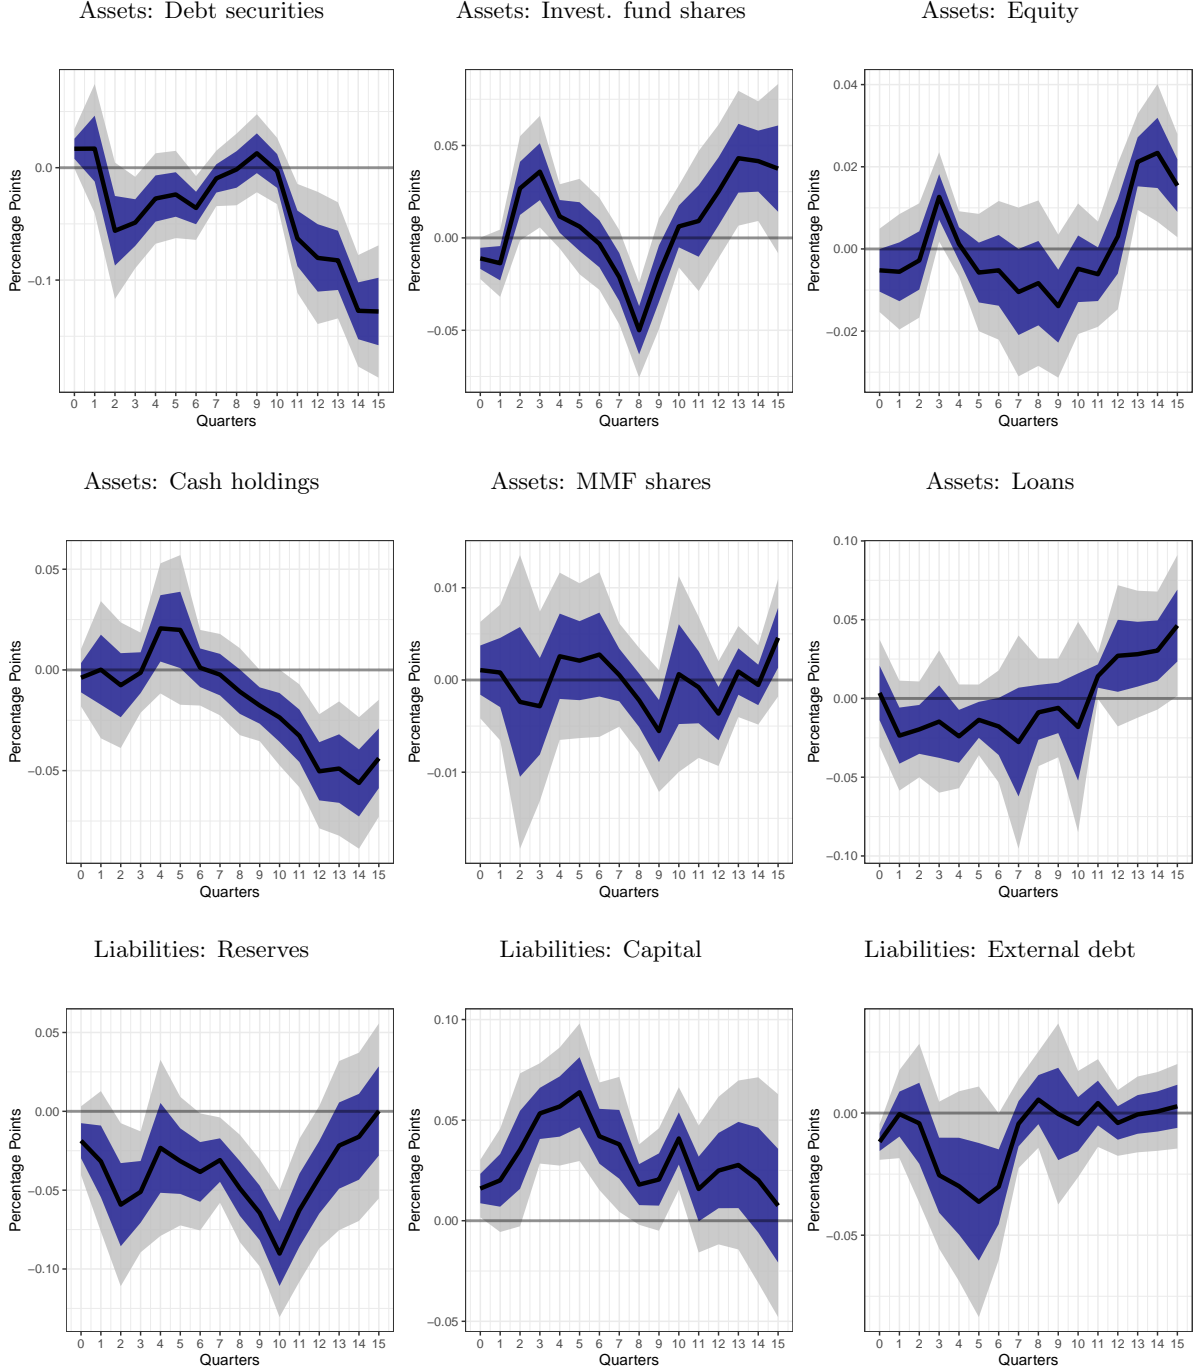 Assets: Debt securities
Assets: Invest. fund shares
Assets: Equity
Percentage Points
0.0
−0.1
0 1 2 3 4 5 6 7 8 9 10 11 12 13 14 15
Quarters
Percentage Points
0.05
0.00
−0.05
0 1 2 3 4 5 6 7 8 9 10 11 12 13 14 15
Quarters
Percentage Points
0.04
0.02
0.00
−0.02
0 1 2 3 4 5 6 7 8 9 10 11 12 13 14 15
Quarters
Assets: Cash holdings
Assets: MMF shares
Assets: Loans
Percentage Points
0.05
0.00
−0.05
0 1 2 3 4 5 6 7 8 9 10 11 12 13 14 15
Quarters
Percentage Points
0.01
0.00
−0.01
0 1 2 3 4 5 6 7 8 9 10 11 12 13 14 15
Quarters
Percentage Points
0.10
0.05
0.00
−0.05
−0.10
0 1 2 3 4 5 6 7 8 9 10 11 12 13 14 15
Quarters
Liabilities: Reserves
Liabilities: Capital
Liabilities: External debt
Percentage Points
0.05
0.00
−0.05
−0.10
0 1 2 3 4 5 6 7 8 9 10 11 12 13 14 15
Quarters
Percentage Points
0.10
0.05
0.00
−0.05
0 1 2 3 4 5 6 7 8 9 10 11 12 13 14 15
Quarters
Percentage Points
0.00
−0.05
0 1 2 3 4 5 6 7 8 9 10 11 12 13 14 15
Quarters